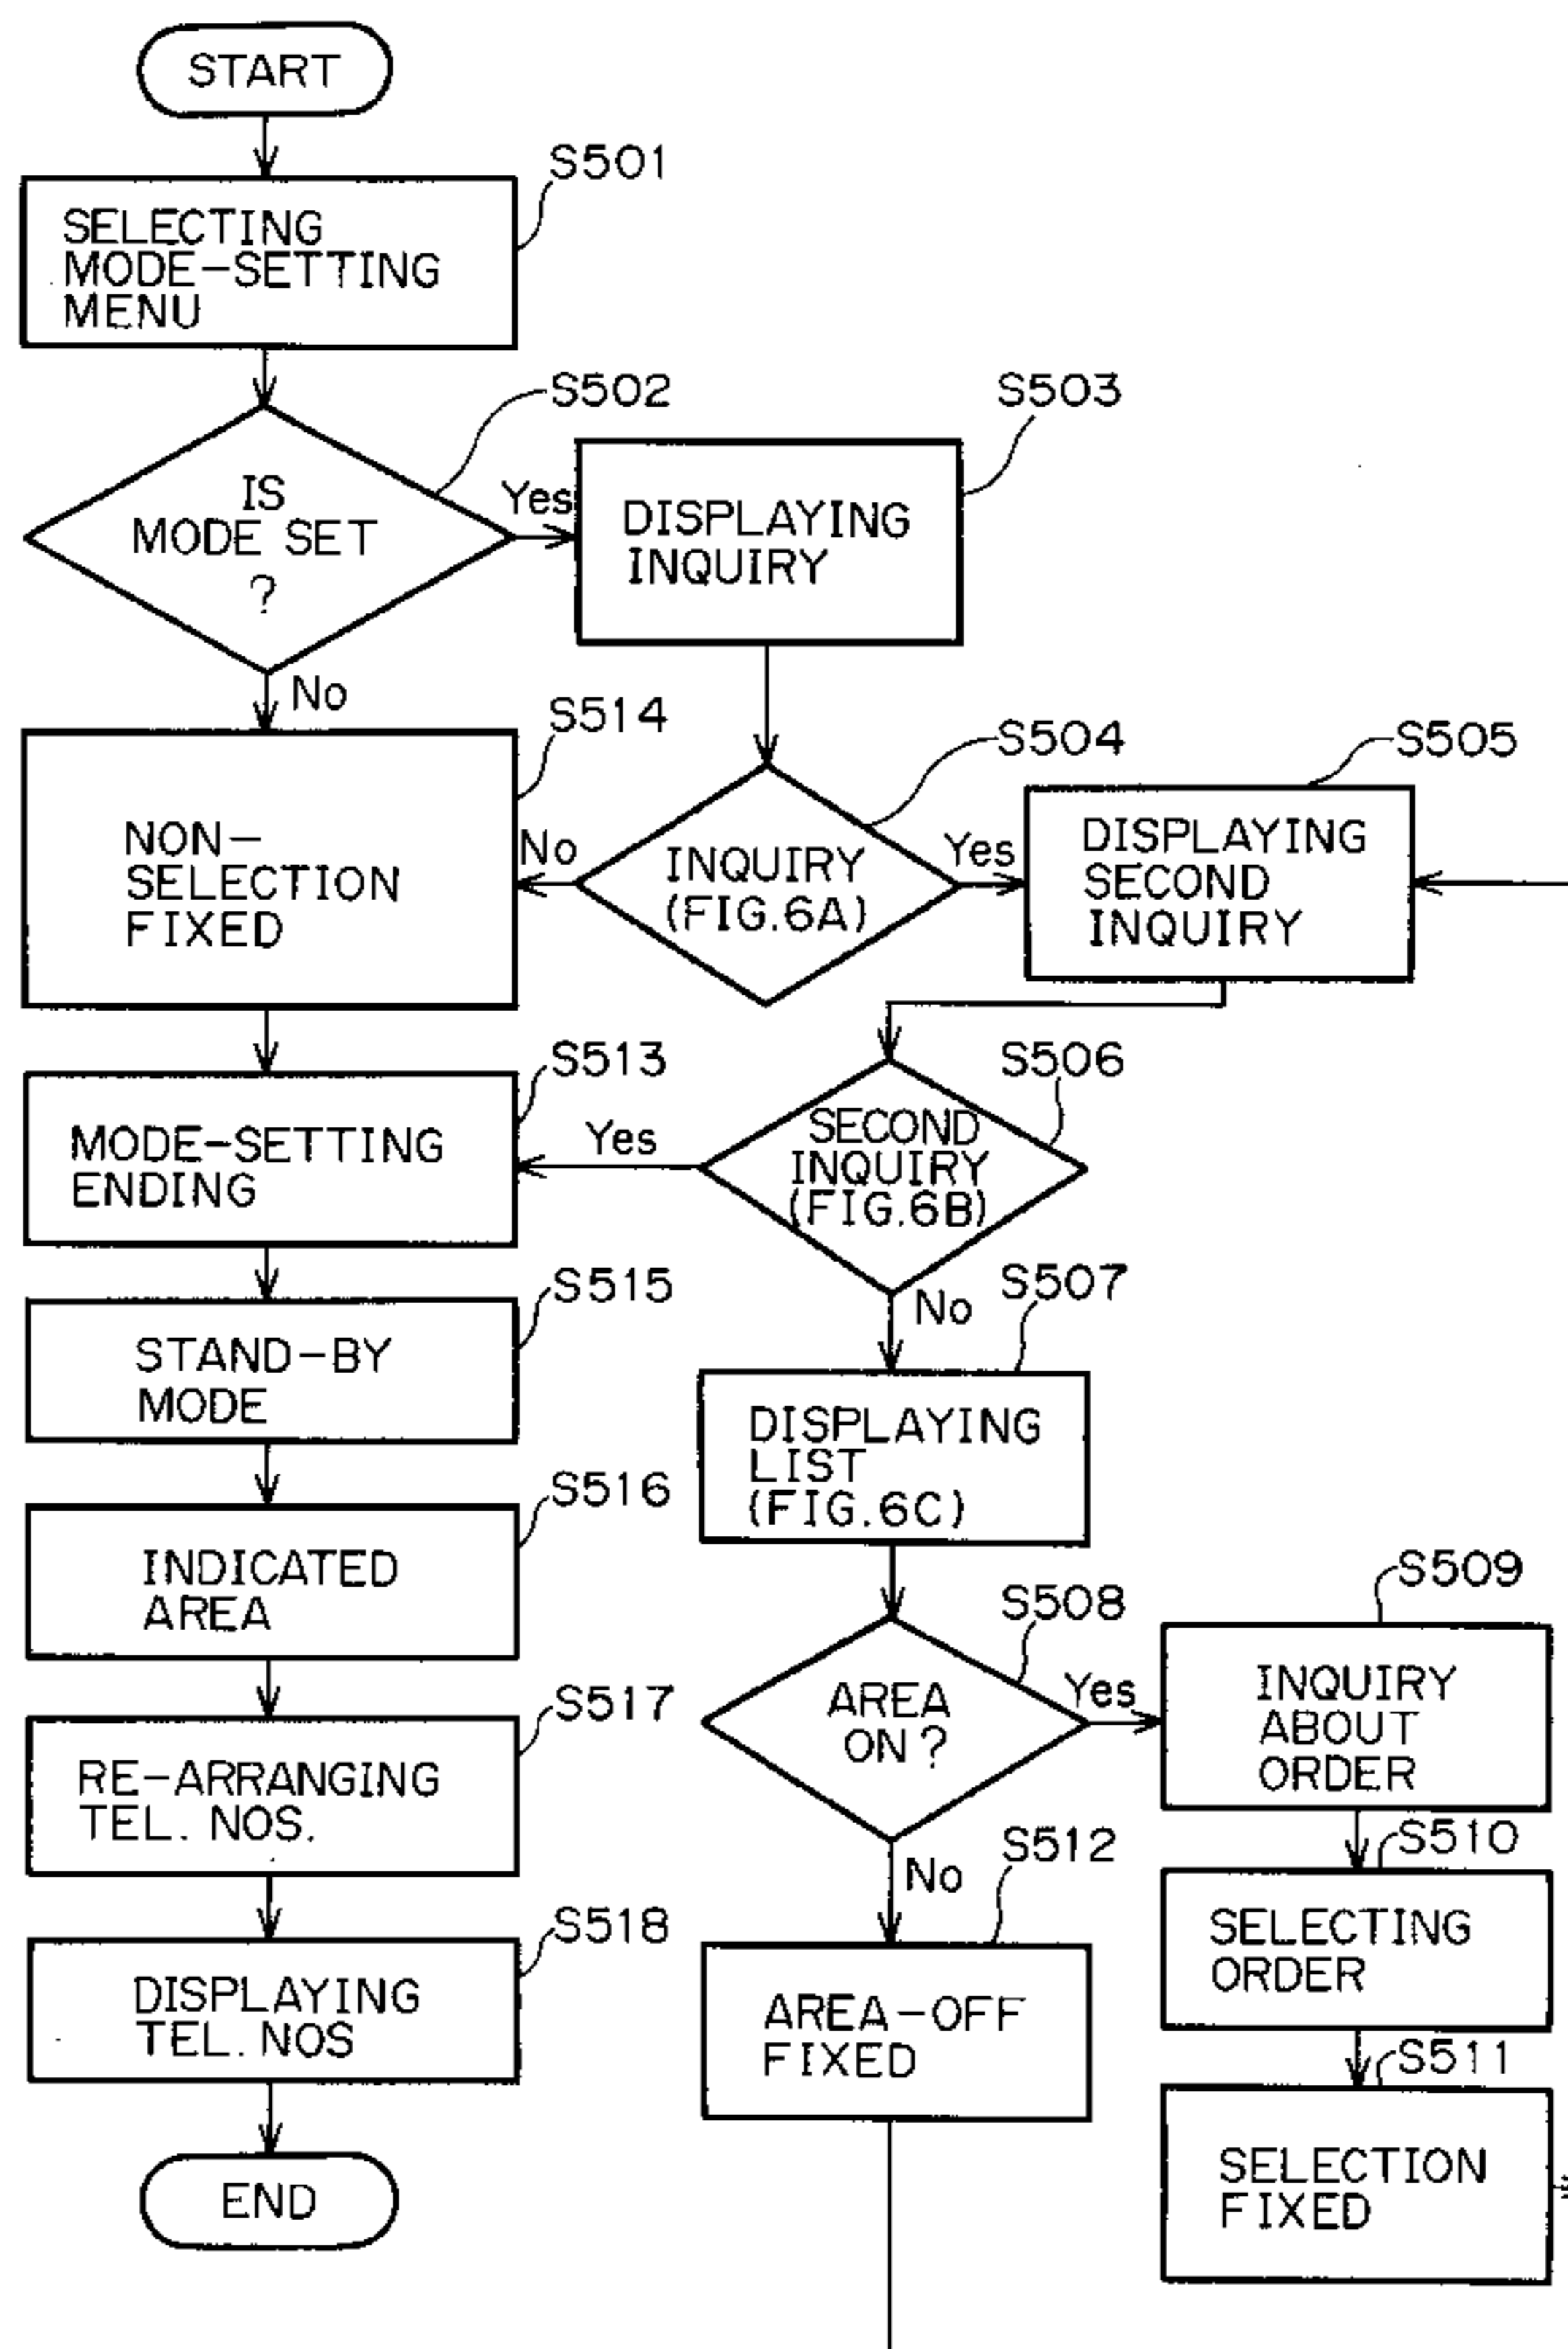 START
S501
SELECTING
MODE-SETTING
MENU
S502
IS
MODE SET
?
Yes
No
S503
DISPLAYING
INQUIRY
S514
NON-
SELECTION
FIXED
S504
INQUIRY
(FIG.6A)
No
Yes
S505
DISPLAYING
SECOND
INQUIRY
S513
MODE-SETTING
ENDING
S506
SECOND
INQUIRY
(FIG.6B)
Yes
No
S515
STAND-BY
MODE
S507
DISPLAYING
LIST
(FIG.6C)
S516
INDICATED
AREA
S508
AREA
ON?
Yes
No
S509
INQUIRY
ABOUT
ORDER
S517
RE-ARRANGING
TEL. NOS.
S512
AREA-OFF
FIXED
S510
SELECTING
ORDER
S518
DISPLAYING
TEL. NOS
S511
SELECTION
FIXED
END